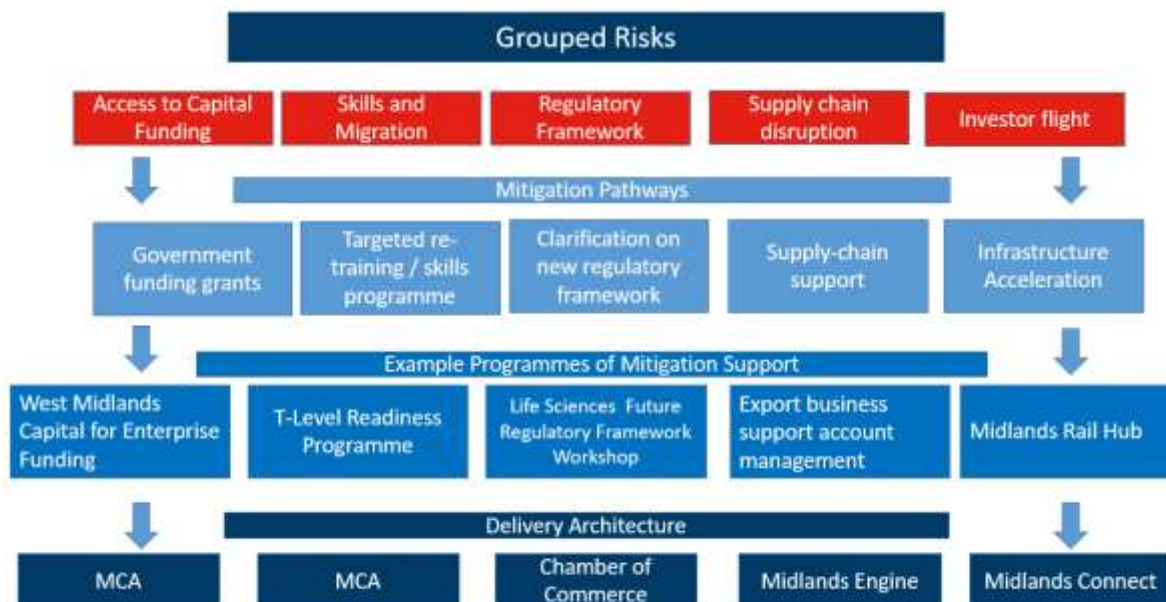 Grouped Risks
Access to Capital
Funding
Skills and
Migration
Regulatory
Framework
Supply chain
disruption
Investor flight
Mitigation Pathways
Government
funding grants
Targeted re-
training / skills
programme
Clarification on
new regulatory
framework
Supply-chain
support
Infrastructure
Acceleration
Example Programmes of Mitigation Support
West Midlands
Capital for Enterprise
Funding
T-Level Readiness
Programme
Life Sciences Future
Regulatory Framework
Workshop
Export business
support account
management
Midlands Rail Hub
Delivery Architecture
MCA
MCA
Chamber of
Commerce
Midlands Engine
Midlands Connect